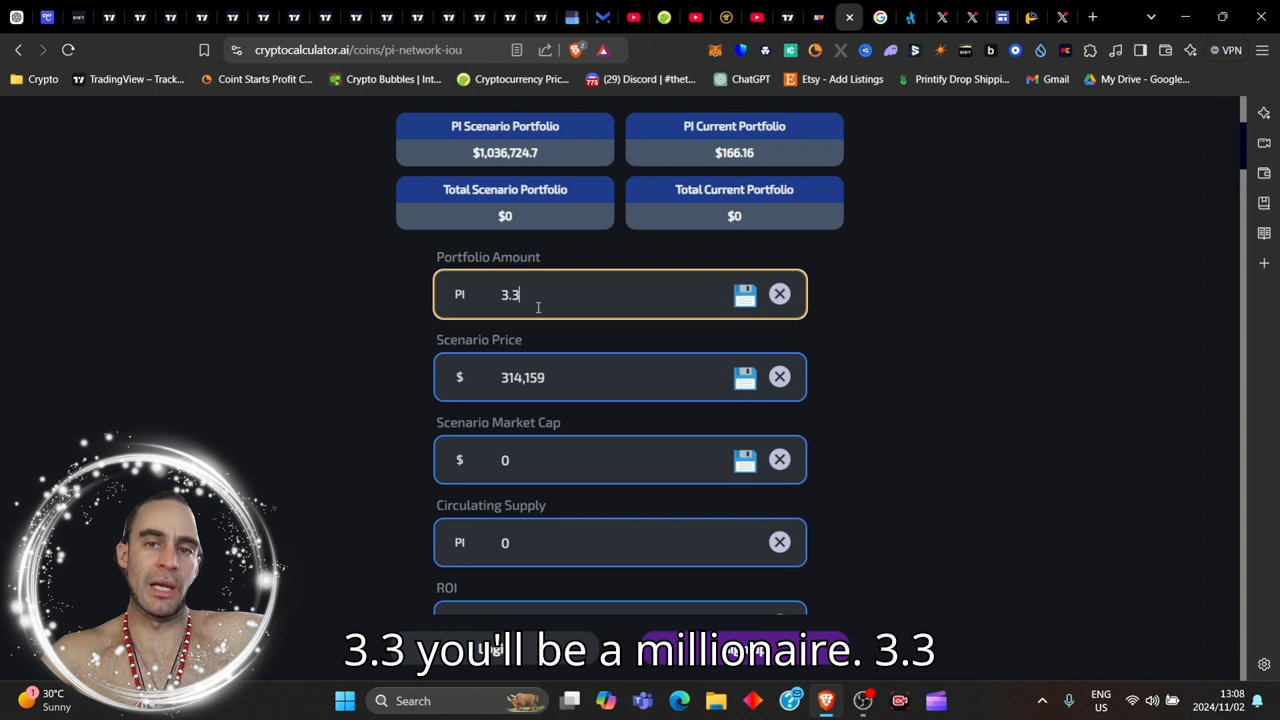 cryptocalculator.ai/coins/pi-network-iou
2
VPN
Crypto
TradingView – Track...
Coint Starts Profit C...
Crypto Bubbles | Int...
Cryptocurrency Pric...
(29) Discord | #thet...
ChatGPT
Etsy - Add Listings
Printify Drop Shippi...
Gmail
My Drive - Google...
PI Scenario Portfolio
PI Current Portfolio
$1,036,724.7
$166.16
Total Scenario Portfolio
Total Current Portfolio
$0
$0
Portfolio Amount
PI 3.3
Scenario Price
$ 314,159
Scenario Market Cap
$ 0
Circulating Supply
PI 0
ROI
3.3 you'll be a millionaire. 3.3
1
30°C
Sunny
Search
ENG
US
13:08
2024/11/02